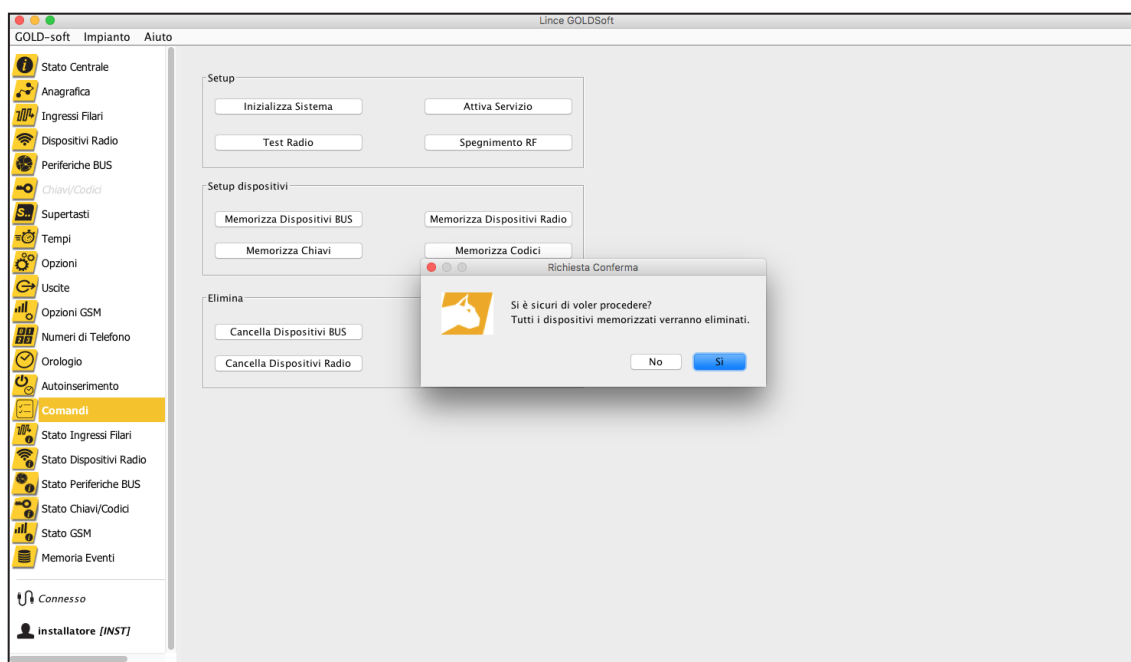 Lince GOLDSoft
GOLD-soft Impianto Aiuto
Stato Centrale
Anagrafica
Ingressi Filari
Dispositivi Radio
Periferiche BUS
Chiavi/Codici
S.. Supertasti
Tempi
Opzioni
Uscite
Opzioni GSM
Numeri di Telefono
Orologio
Autoinserimento
Comandi
Stato Ingressi Filari
Stato Dispositivi Radio
Stato Periferiche BUS
Stato Chiavi/Codici
Stato GSM
Memoria Eventi
Connesso
installatore [INST]
Setup
Inizializza Sistema Attiva Servizio
Test Radio Spegnimento RF
Setup dispositivi
Memorizza Dispositivi BUS Memorizza Dispositivi Radio
Memorizza Chiavi Memorizza Codici
Elimina
Cancella Dispositivi BUS
Cancella Dispositivi Radio
Richiesta Conferma
Si è sicuri di voler procedere?
Tutti i dispositivi memorizzati verranno eliminati.
No Sì